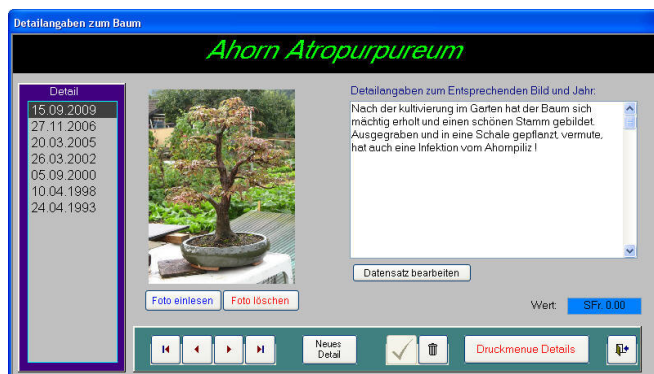 Detailangaben zum Baum
Ahorn Atropurpureum
Detail
15.09.2009
27.11.2006
20.03.2005
26.03.2002
05.09.2000
10.04.1998
24.04.1993
Detailangaben zum Entsprechenden Bild und Jahr:
Nach der kultivierung im Garten hat der Baum sich
mächtig erholt und einen schönen Stamm gebildet.
Ausgegraben und in eine Schale gepflanzt, vermute,
hat auch eine Infektion vom Ahornpiliz !
Datensatz bearbeiten
Foto einlesen
Foto löschen
Wert:
SFr. 0.00
Neues
Detail
Druckmenue Details